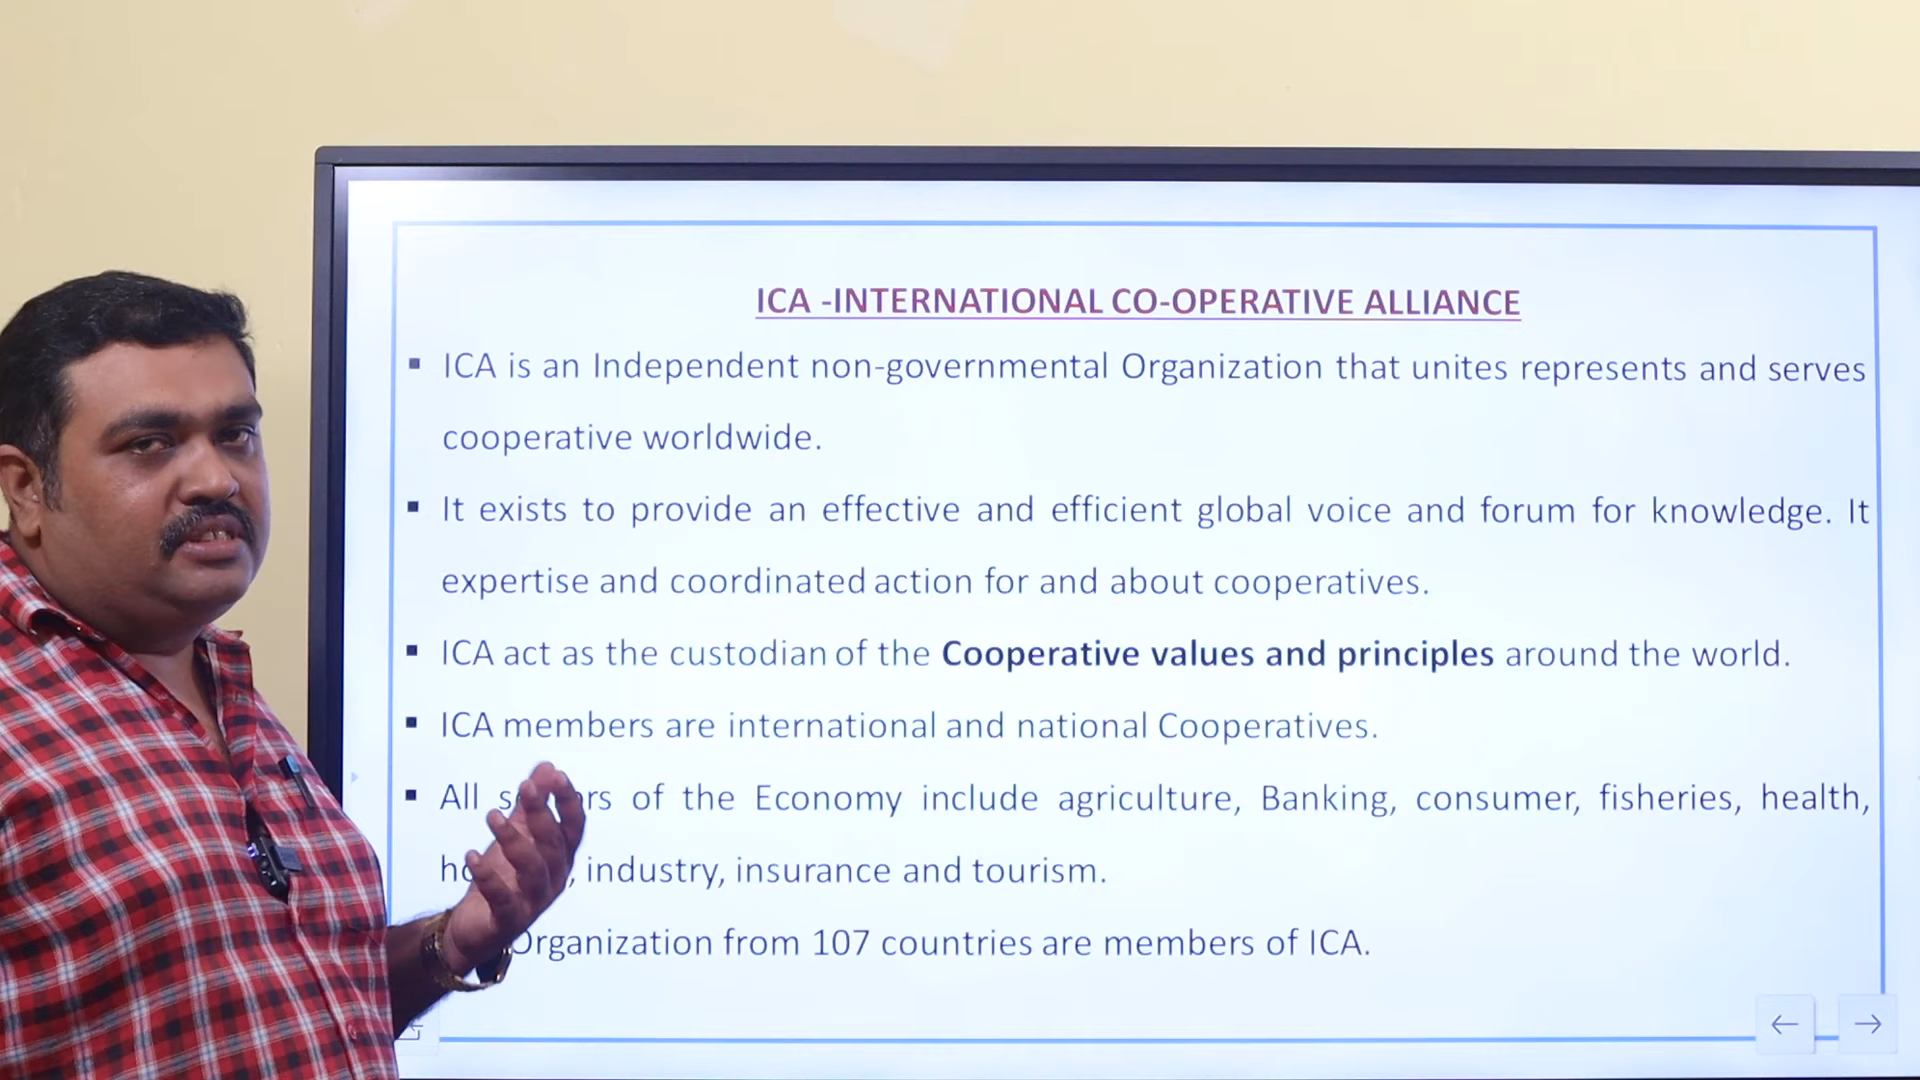 ICA -INTERNATIONAL CO-OPERATIVE ALLIANCE
▪ ICA is an Independent non-governmental Organization that unites represents and serves
cooperative worldwide.
▪ It exists to provide an effective and efficient global voice and forum for knowledge. It
expertise and coordinated action for and about cooperatives.
▪ ICA act as the custodian of the Cooperative values and principles around the world.
▪ ICA members are international and national Cooperatives.
▪ All of the Economy include agriculture, Banking, consumer, fisheries, health,
industry, insurance and tourism.
Organization from 107 countries are members of ICA.